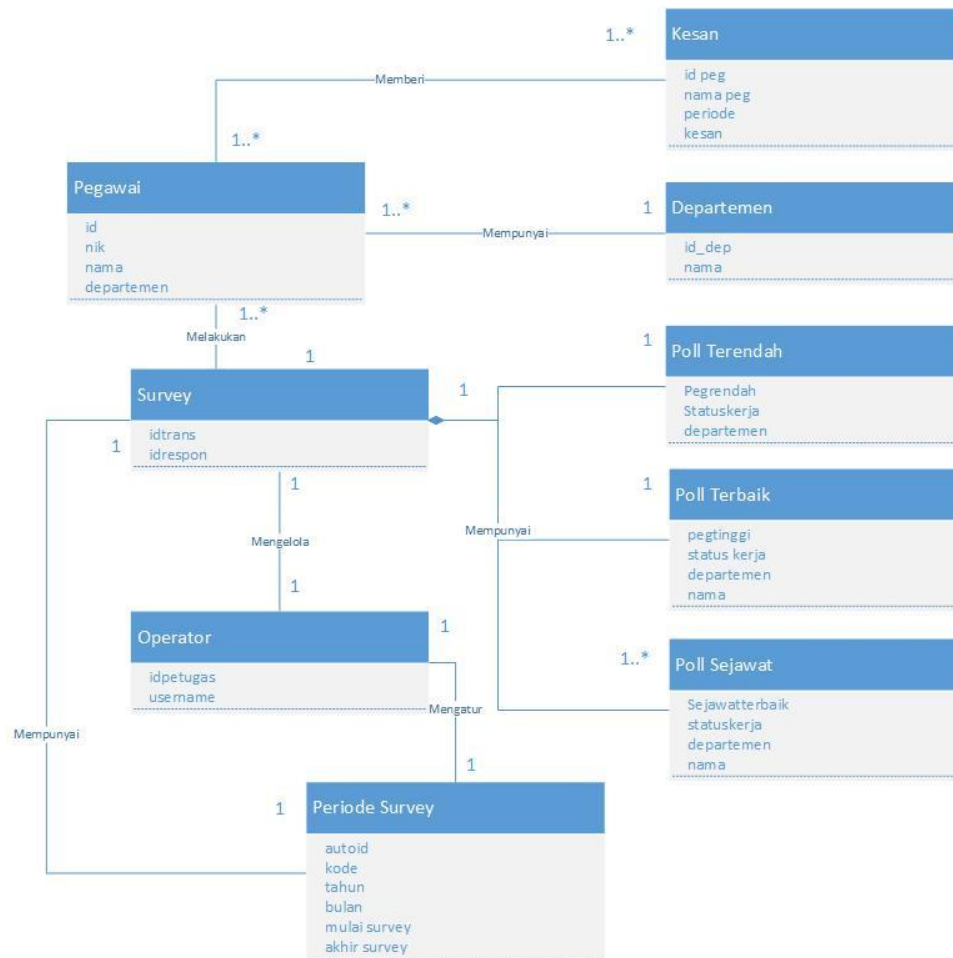 1..*
Kesan
id peg
nama peg
periode
kesan
Memberi
1..*
Pegawai
id
nik
nama
departemen
1..*
Mempunyai
1
Departemen
id_dep
nama
1..*
Melakukan
1
Survey
idtrans
idrespon
1
1
Poll Terendah
Pegrendah
Statuskerja
departemen
1
Poll Terbaik
pegtinggi
status kerja
departemen
nama
Mempunyai
1..*
Poll Sejawat
Sejawatterbaik
statuskerja
departemen
nama
1
1
Mengelola
1
Operator
idpetugas
username
1
Mengatur
1
Mempunyai
1
Periode Survey
autoid
kode
tahun
bulan
mulai survey
akhir survey